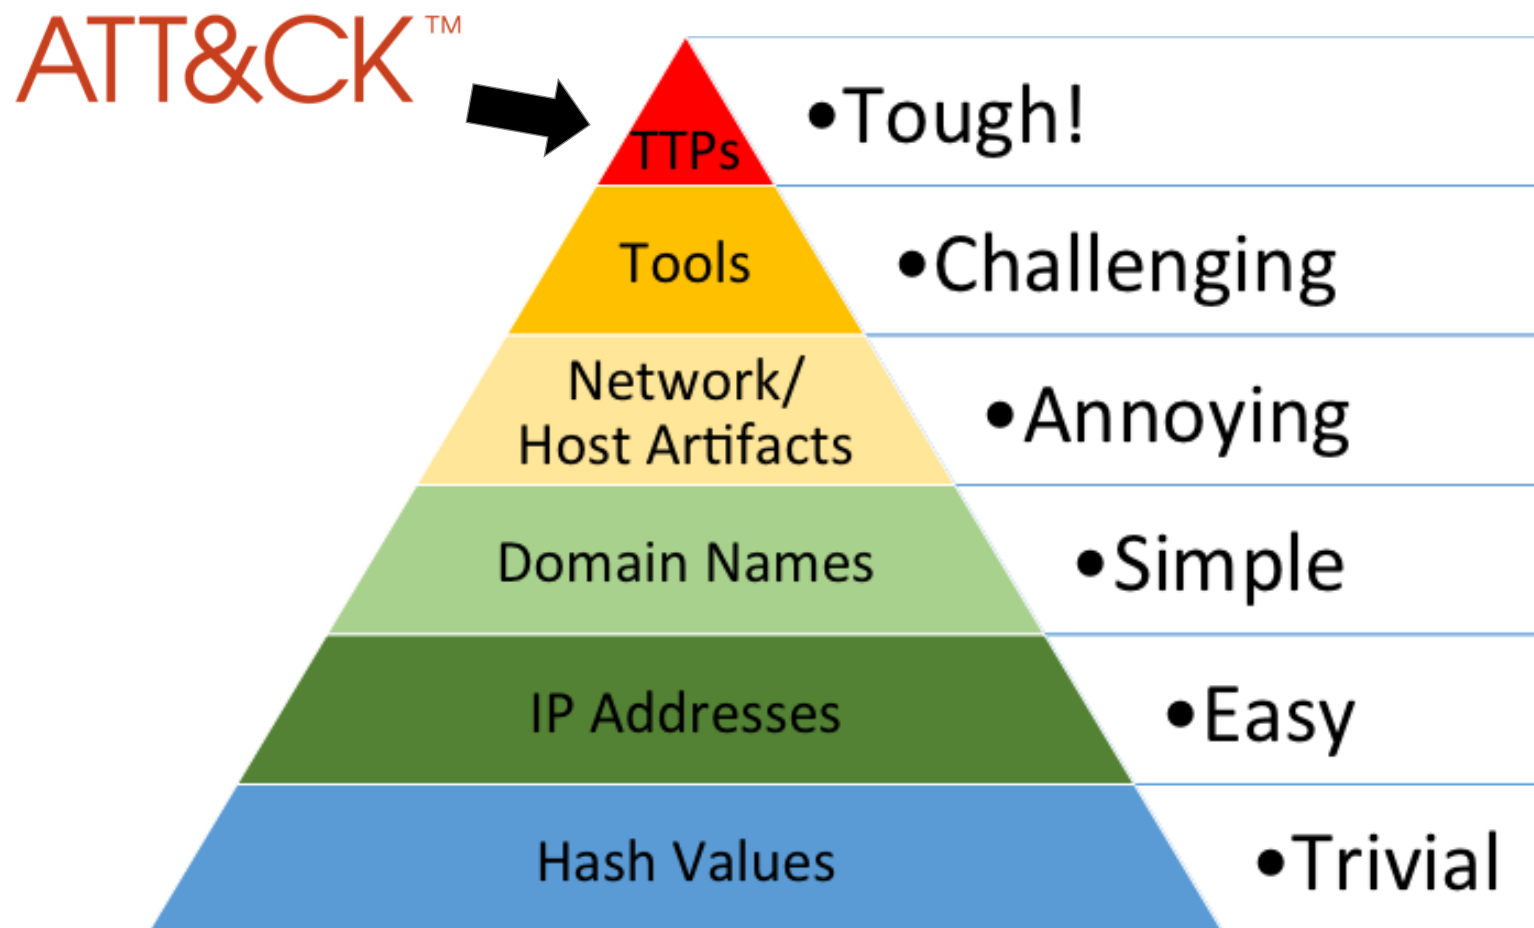 ATT&CK™
TTPs
•Tough!
Tools
•Challenging
Network/
Host Artifacts
•Annoying
Domain Names
•Simple
IP Addresses
•Easy
Hash Values
•Trivial